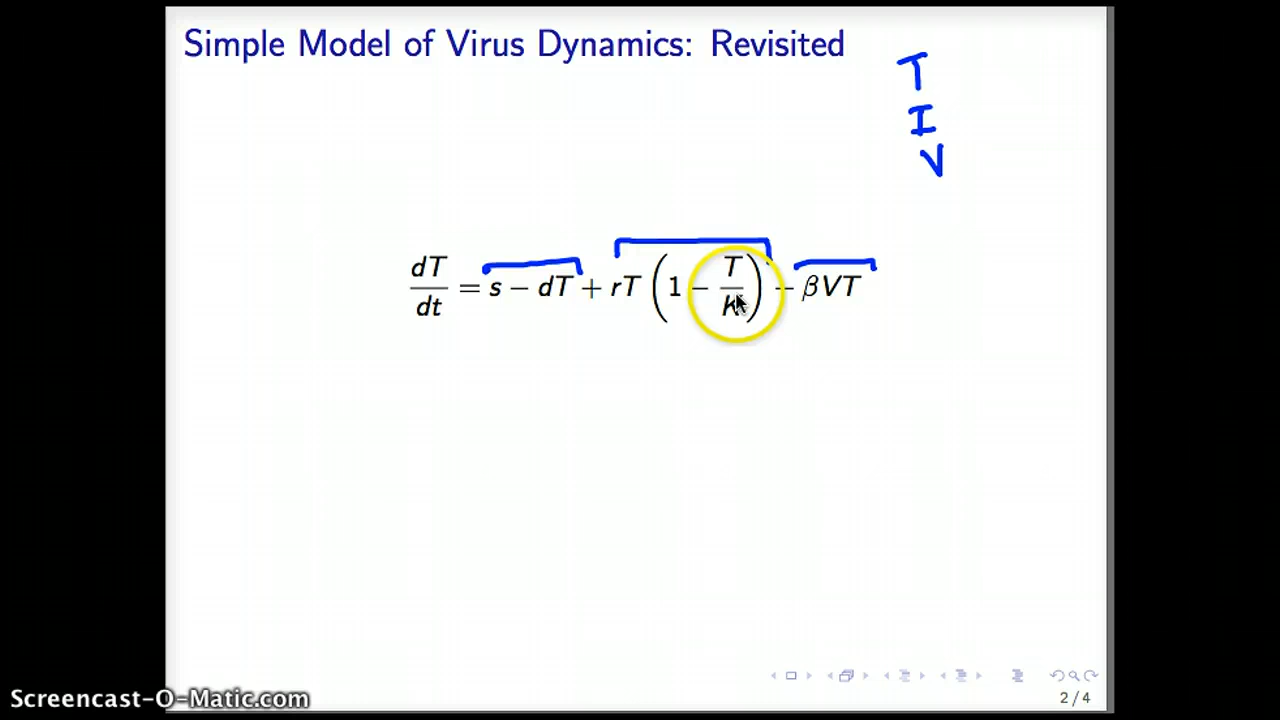 Simple Model of Virus Dynamics: Revisited
T
I
V
dT/dt = s − dT + rT (1 − T/K) − βVT
2 / 4
Screencast-O-Matic.com